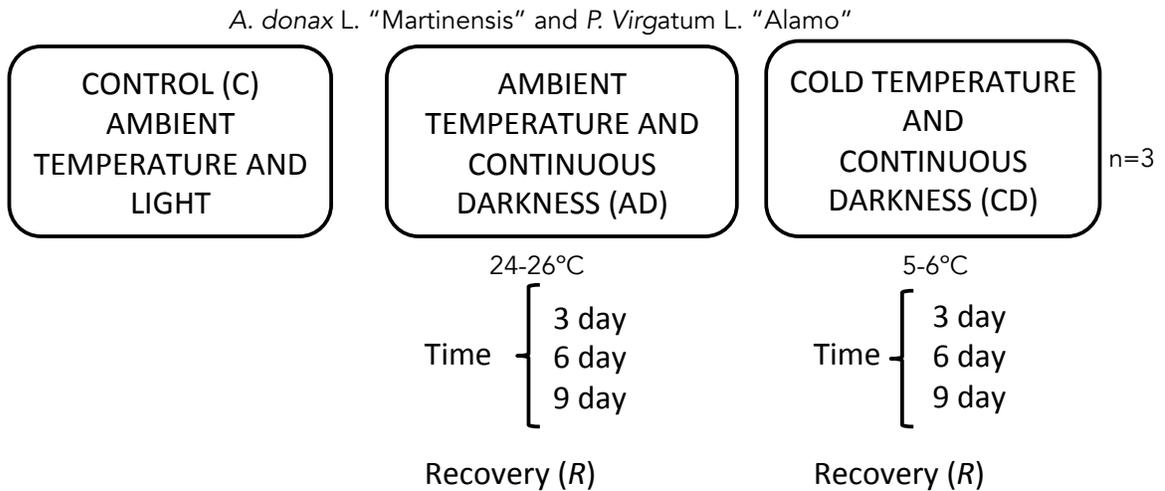 A. donax L. “Martinensis” and P. Virgatum L. “Alamo”
CONTROL (C)
AMBIENT
TEMPERATURE AND
LIGHT
AMBIENT
TEMPERATURE AND
CONTINUOUS
DARKNESS (AD)
COLD TEMPERATURE
AND
CONTINUOUS
DARKNESS (CD)
n=3
24-26°C
Time
3 day
6 day
9 day
Recovery (R)
5-6°C
Time
3 day
6 day
9 day
Recovery (R)